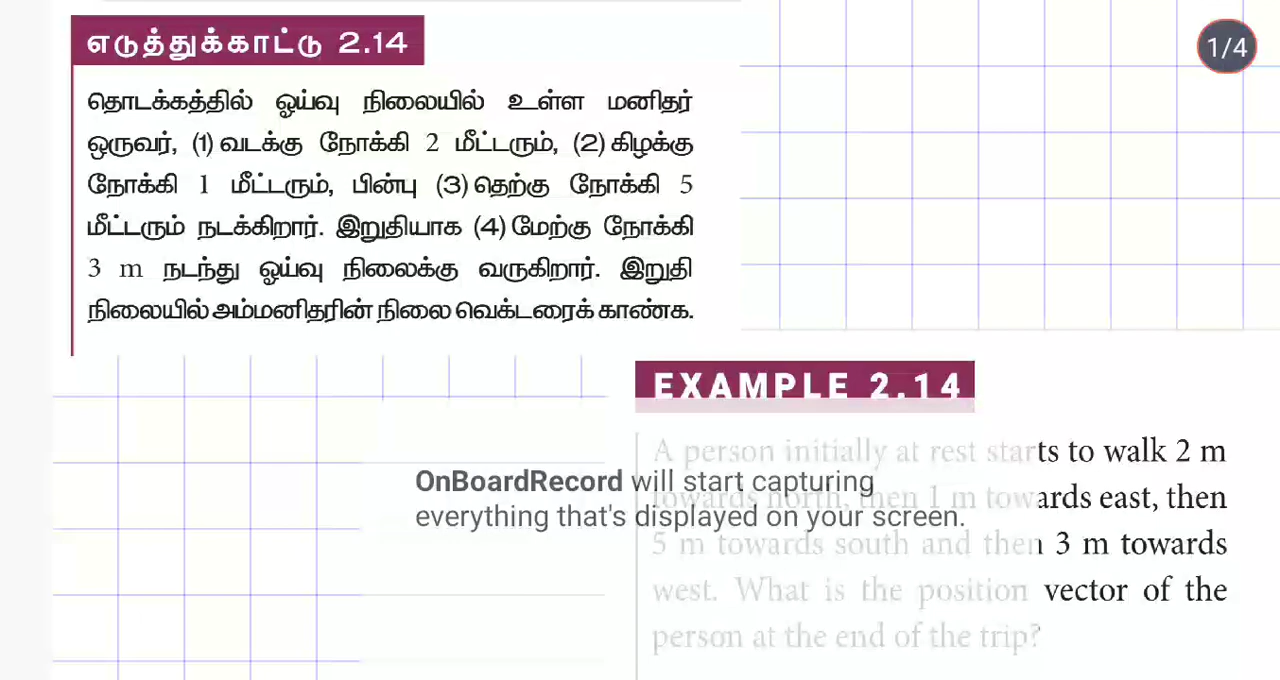 எடுத்துக்காட்டு 2.14
1/4
தொடக்கத்தில் ஓய்வு நிலையில் உள்ள மனிதர்
ஒருவர், (1) வடக்கு நோக்கி 2 மீட்டரும், (2) கிழக்கு
நோக்கி 1 மீட்டரும், பின்பு (3) தெற்கு நோக்கி 5
மீட்டரும் நடக்கிறார். இறுதியாக (4) மேற்கு நோக்கி
3 m நடந்து ஓய்வு நிலைக்கு வருகிறார். இறுதி
நிலையில் அம்மனிதரின் நிலை வெக்டரைக் காண்க.
EXAMPLE 2.14
A person initially at rest starts to walk 2 m
towards north, then 1 m towards east, then
5 m towards south and then 3 m towards
west. What is the position vector of the
person at the end of the trip?
OnBoardRecord will start capturing
everything that's displayed on your screen.